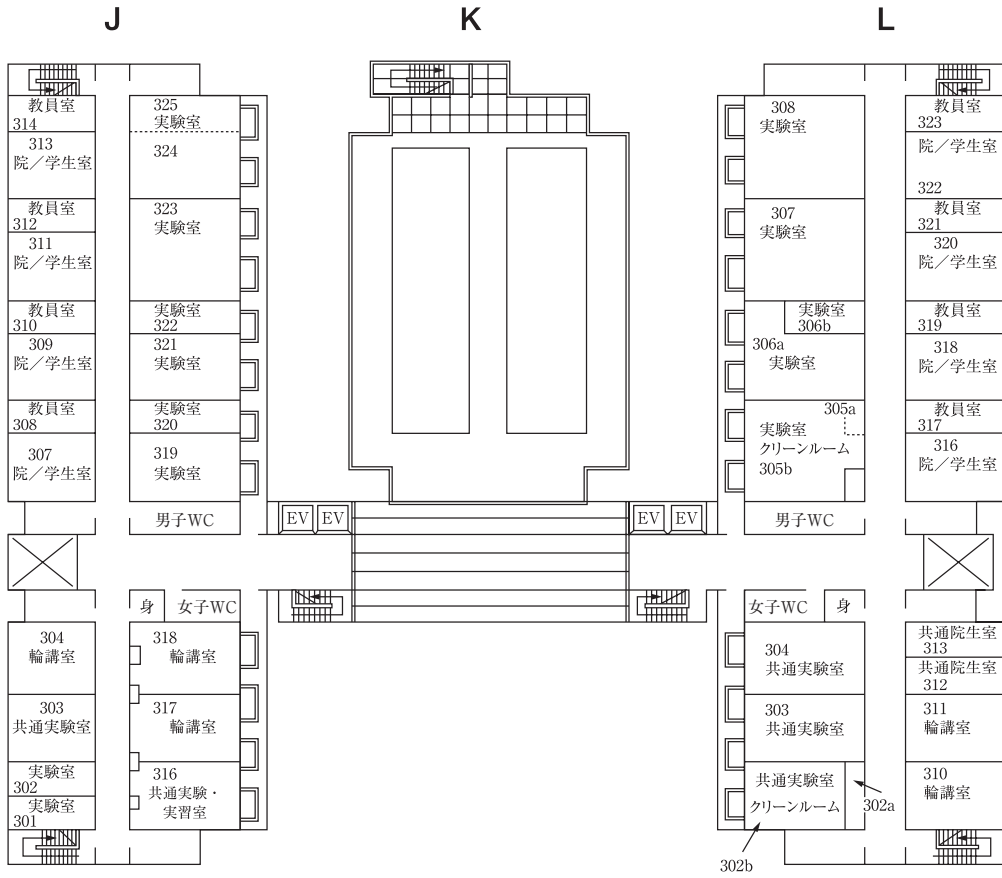 J
K
L
教員室
314
313
院／学生室
教員室
312
311
院／学生室
教員室
310
309
院／学生室
教員室
308
307
院／学生室
325
実験室
324
323
実験室
実験室
322
321
実験室
実験室
320
319
実験室
男子WC
身
女子WC
304
輪講室
303
共通実験室
実験室
302
実験室
301
318
輪講室
317
輪講室
316
共通実験・
実習室
EV
EV
EV
EV
308
実験室
307
実験室
実験室
306b
306a
実験室
305a
実験室
クリーンルーム
305b
男子WC
女子WC
身
304
共通実験室
303
共通実験室
共通実験室
クリーンルーム
302a
302b
教員室
323
院／学生室
322
教員室
321
320
院／学生室
教員室
319
318
院／学生室
教員室
317
316
院／学生室
共通院生室
313
共通院生室
312
311
輪講室
310
輪講室